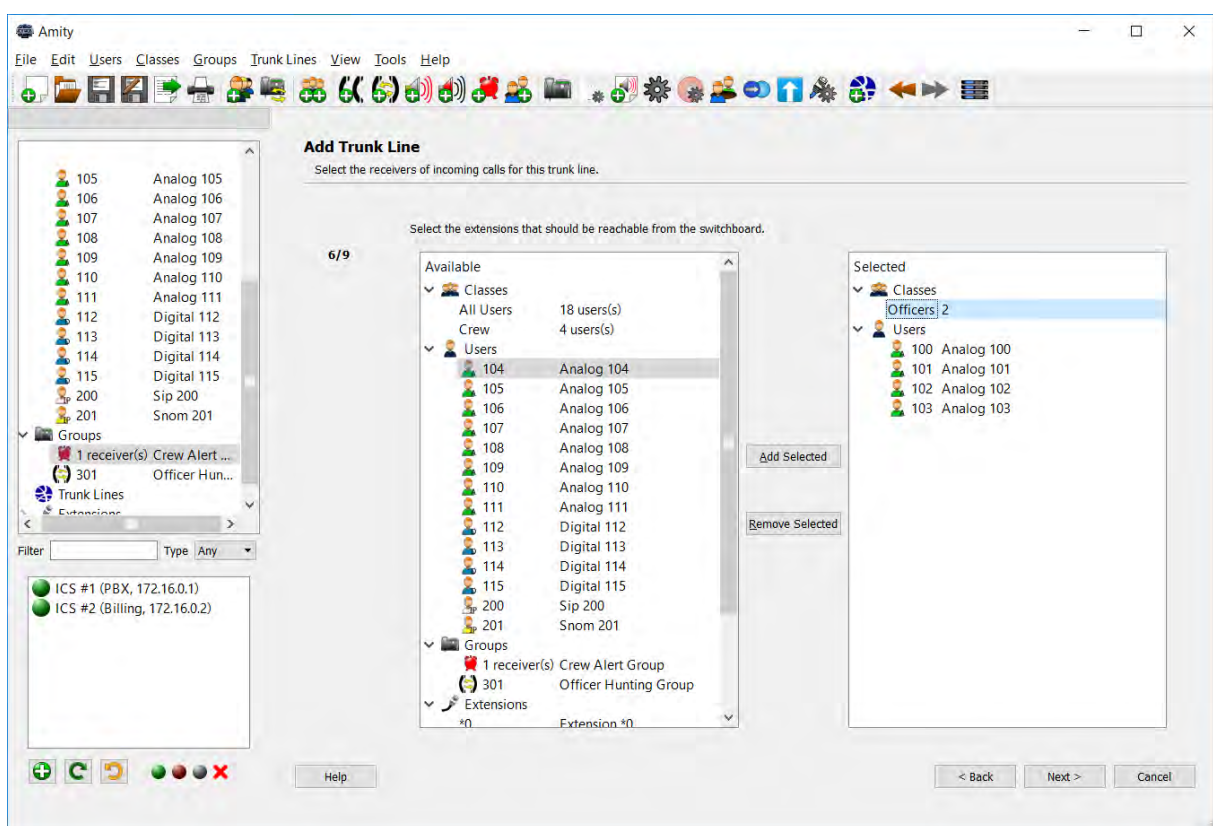 Amity
File Edit Users Classes Groups Trunk Lines View Tools Help
105 Analog 105
106 Analog 106
107 Analog 107
108 Analog 108
109 Analog 109
110 Analog 110
111 Analog 111
112 Digital 112
113 Digital 113
114 Digital 114
115 Digital 115
200 Sip 200
201 Snom 201
Groups
1 receiver(s) Crew Alert ...
301 Officer Hun...
Trunk Lines
Extensions
Filter Type Any
ICS #1 (PBX, 172.16.0.1)
ICS #2 (Billing, 172.16.0.2)
Add Trunk Line
Select the receivers of incoming calls for this trunk line.
Select the extensions that should be reachable from the switchboard.
6/9
Available
Classes
All Users 18 users(s)
Crew 4 users(s)
Users
104 Analog 104
105 Analog 105
106 Analog 106
107 Analog 107
108 Analog 108
109 Analog 109
110 Analog 110
111 Analog 111
112 Digital 112
113 Digital 113
114 Digital 114
115 Digital 115
200 Sip 200
201 Snom 201
Groups
1 receiver(s) Crew Alert Group
301 Officer Hunting Group
Extensions
*0 Extension *0
Add Selected
Remove Selected
Selected
Classes
Officers 2
Users
100 Analog 100
101 Analog 101
102 Analog 102
103 Analog 103
Help
< Back Next > Cancel